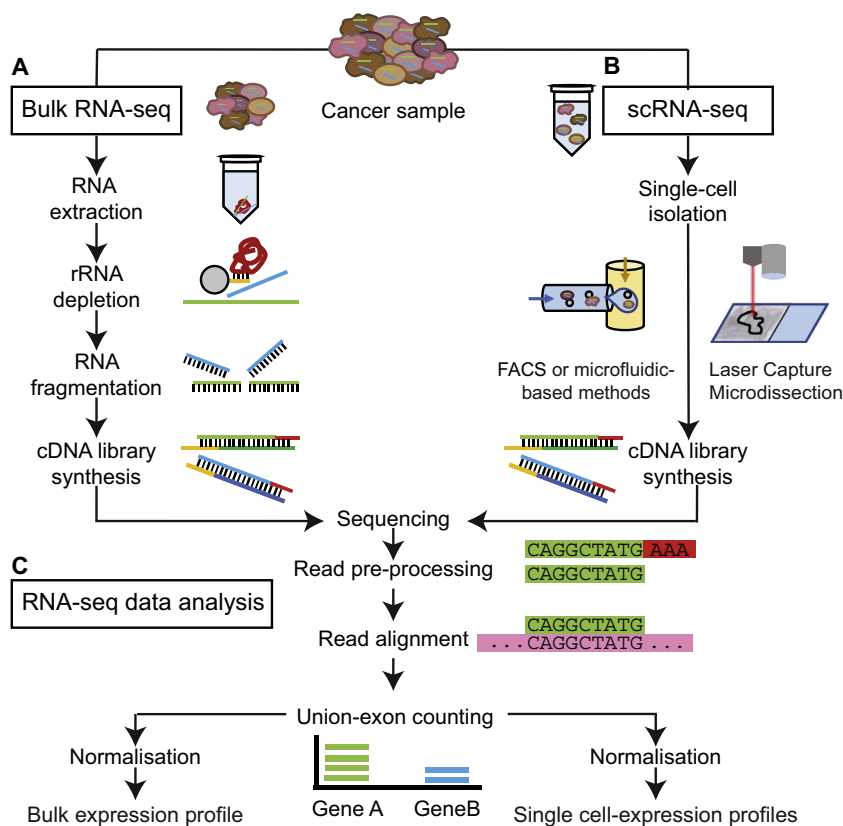 A
B
Bulk RNA-seq
Cancer sample
scRNA-seq
RNA
extraction
Single-cell
isolation
rRNA
depletion
RNA
fragmentation
FACS or microfluidic-
based methods
Laser Capture
Microdissection
cDNA library
synthesis
cDNA library
synthesis
Sequencing
C
RNA-seq data analysis
Read pre-processing
CAGGCTATGAAA
CAGGCTATG
Read alignment
CAGGCTATG
...CAGGCTATG...
Union-exon counting
Normalisation
Normalisation
Gene A
GeneB
Bulk expression profile
Single cell-expression profiles